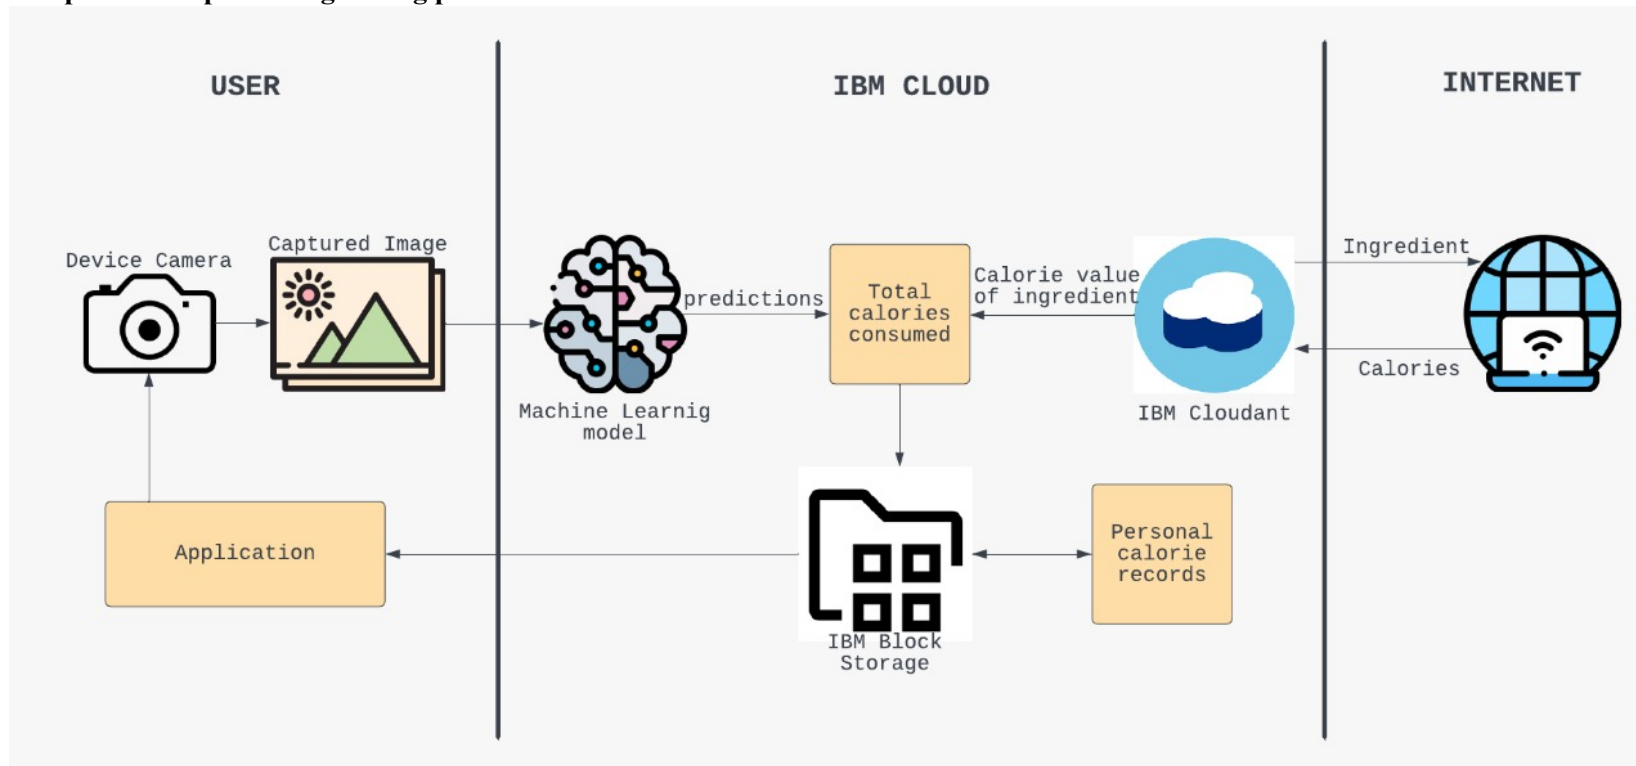 USER
IBM CLOUD
INTERNET
Device Camera
Captured Image
predictions
Total
calories
consumed
Calorie value
of ingredient
Ingredient
Calories
Machine Learnig
model
IBM Cloudant
Application
IBM Block
Storage
Personal
calorie
records